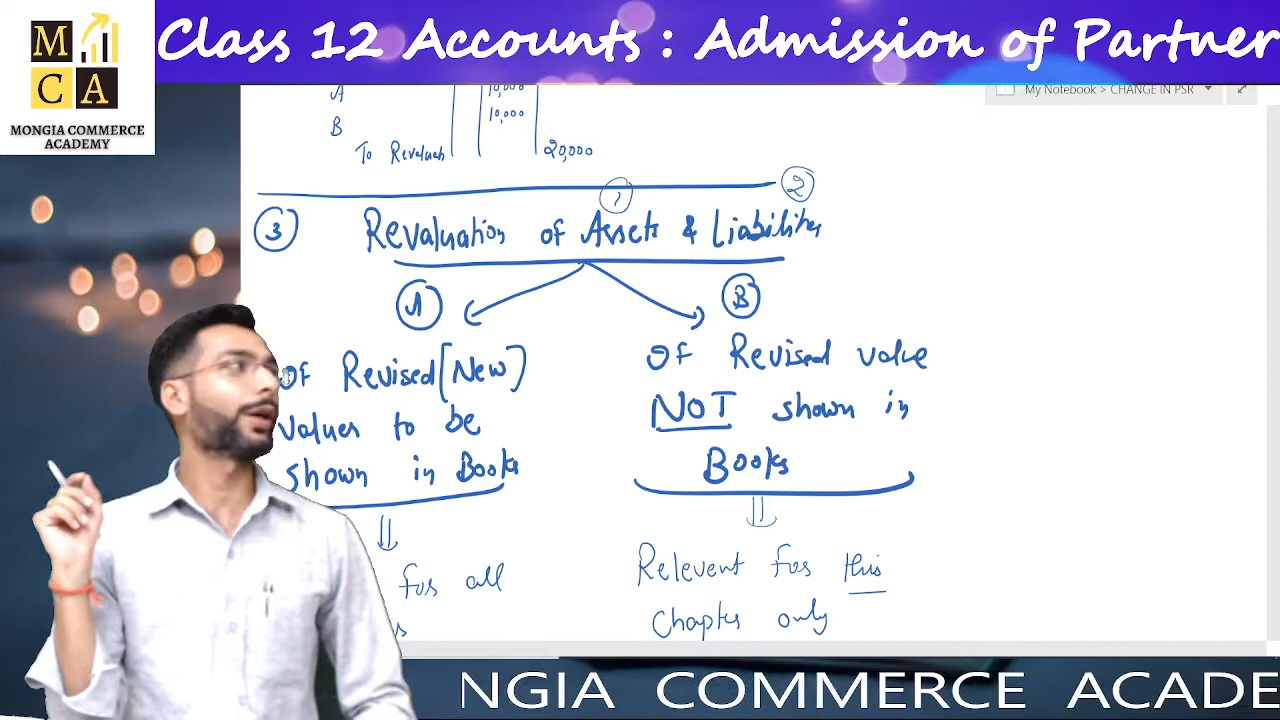 M
C A
MONGIA COMMERCE
ACADEMY
Class 12 Accounts : Admission of Partner
My Notebook > CHANGE IN PSR
A 10,000
B 10,000
To Revaluatn 20,000
1 2
3 Revaluation of Assets & Liabilities
A
of Revised [New]
values to be
shown in Books
for all
B
Of Revised value
NOT shown in
Books
Relevent for this
Chapter only
NGIA COMMERCE ACADE